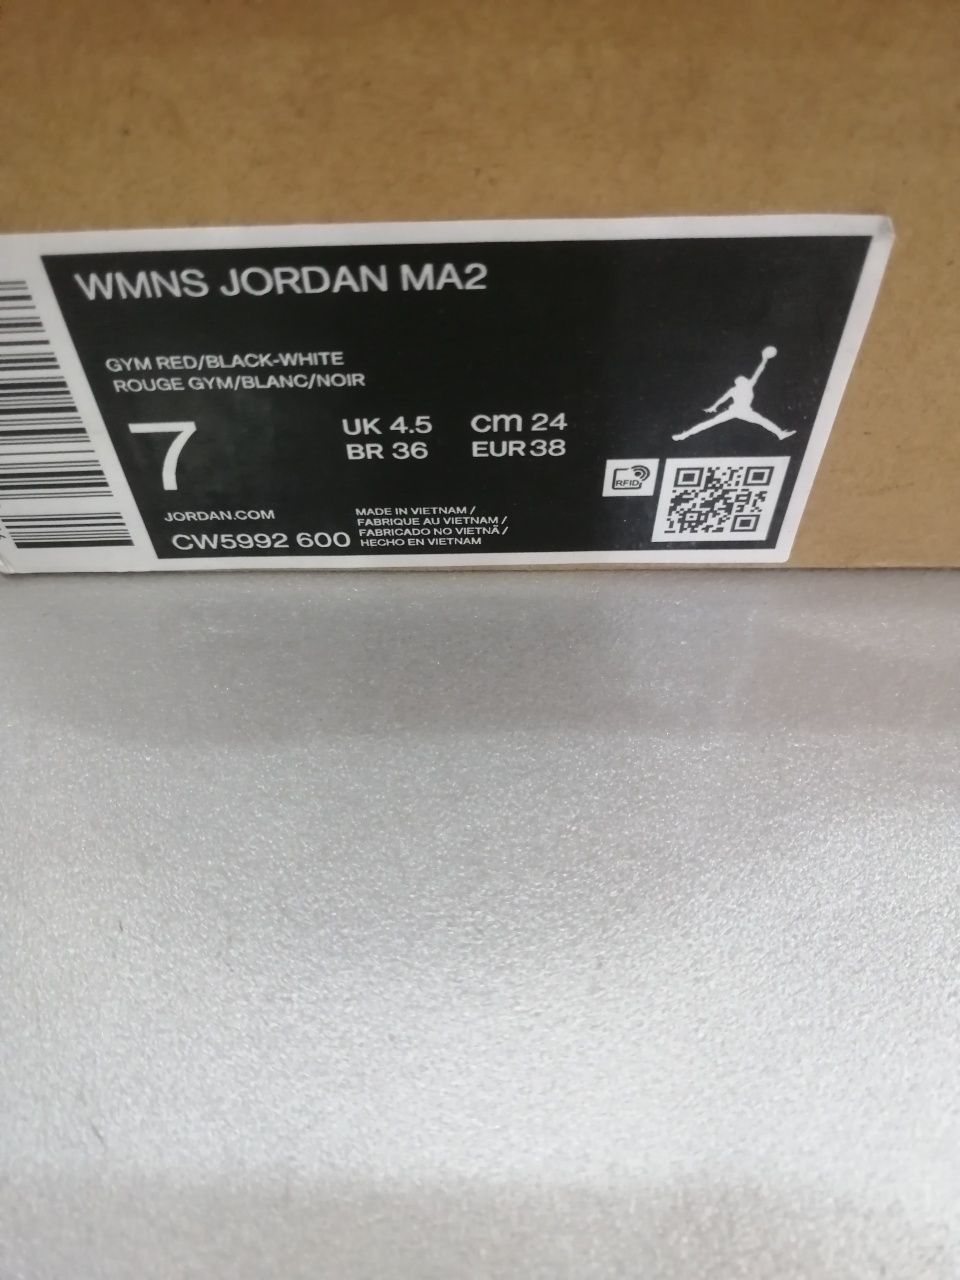 WMNS JORDAN MA2
GYM RED/BLACK-WHITE
ROUGE GYM/BLANC/NOIR
7
UK 4.5 cm 24
BR 36 EUR 38
RFID
JORDAN.COM
CW5992 600
MADE IN VIETNAM /
FABRIQUE AU VIETNAM /
FABRICADO NO VIETNÃ /
HECHO EN VIETNAM